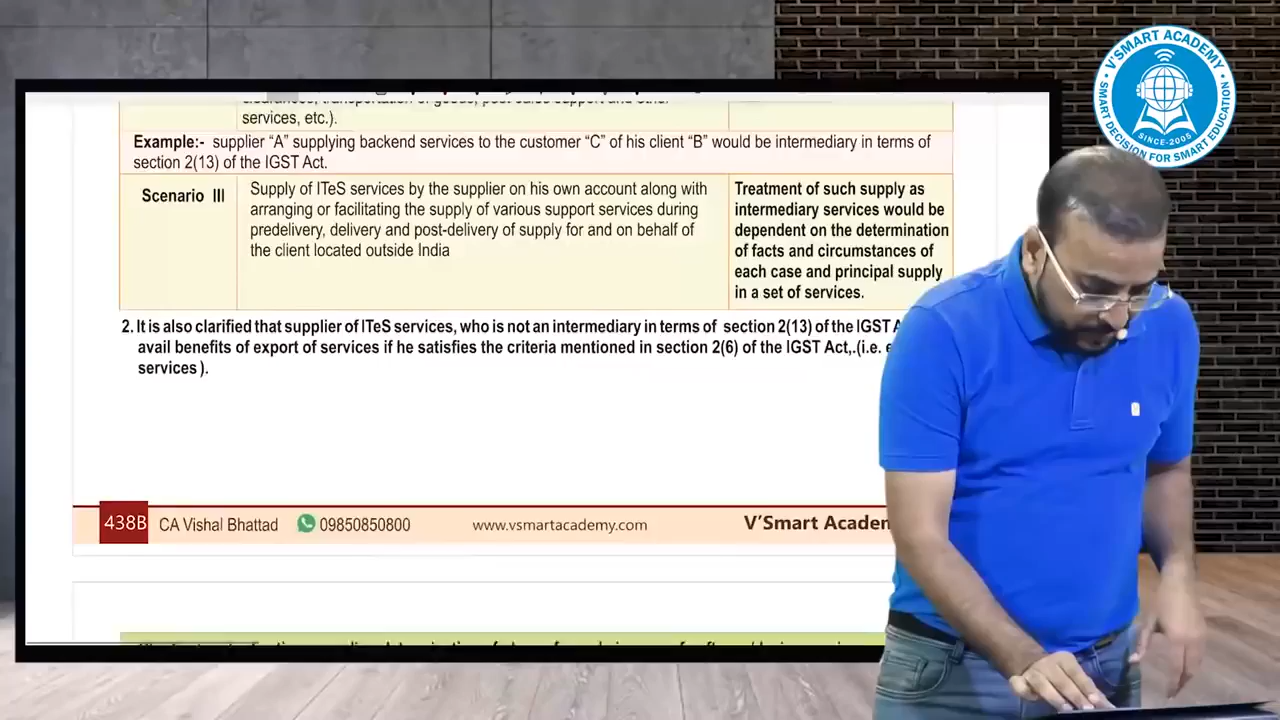 services, etc.).
Example:- supplier “A” supplying backend services to the customer “C” of his client “B” would be intermediary in terms of
section 2(13) of the IGST Act.
Scenario III
Supply of ITeS services by the supplier on his own account along with
arranging or facilitating the supply of various support services during
predelivery, delivery and post-delivery of supply for and on behalf of
the client located outside India
Treatment of such supply as
intermediary services would be
dependent on the determination
of facts and circumstances of
each case and principal supply
in a set of services.
2. It is also clarified that supplier of ITeS services, who is not an intermediary in terms of section 2(13) of the IGST
avail benefits of export of services if he satisfies the criteria mentioned in section 2(6) of the IGST Act,.(i.e.
services ).
438B CA Vishal Bhattad 09850850800 www.vsmartacademy.com V’Smart
V'SMART ACADEMY
SMART DECISION FOR SMART EDUCATION
SINCE-2005